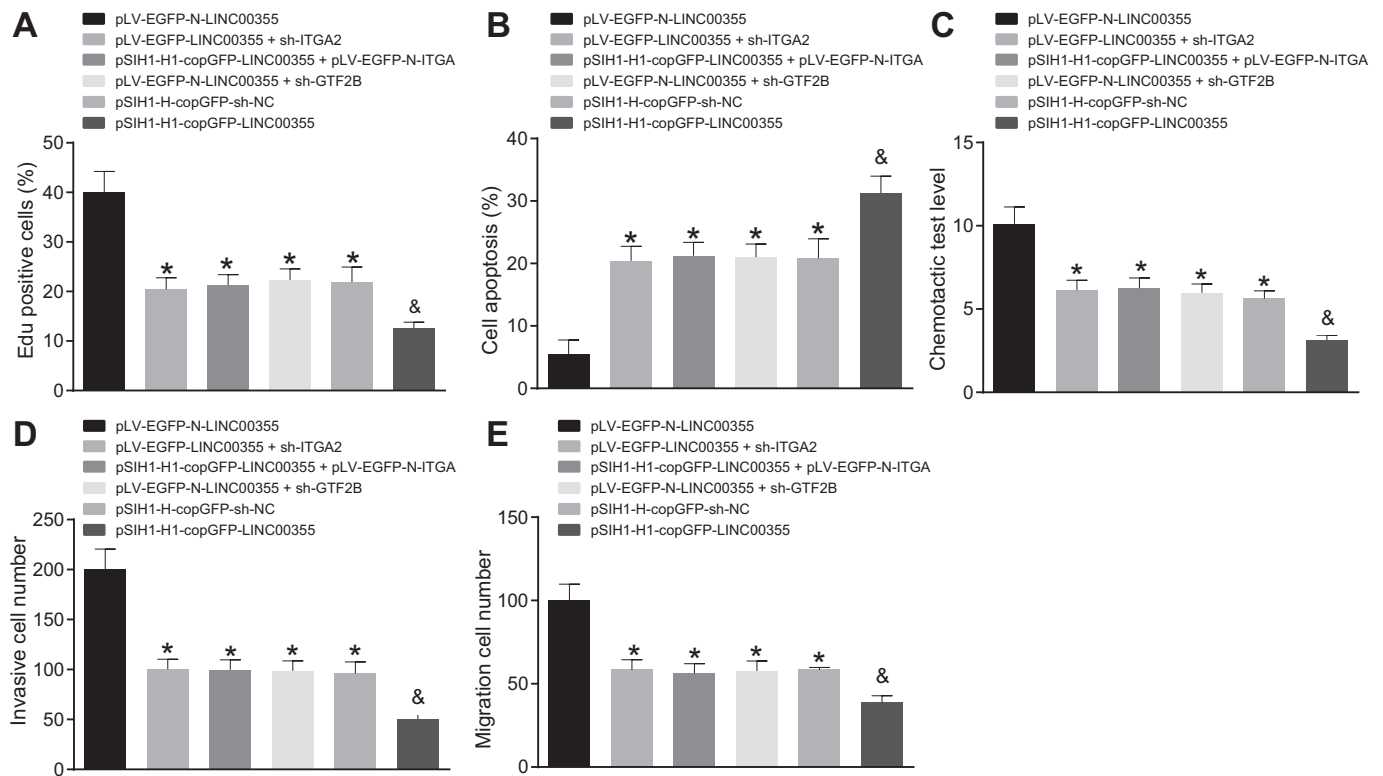 A
pLV-EGFP-N-LINC00355
pLV-EGFP-LINC00355 + sh-ITGA2
pSIH1-H1-copGFP-LINC00355 + pLV-EGFP-N-ITGA
pLV-EGFP-N-LINC00355 + sh-GTF2B
pSIH1-H-copGFP-sh-NC
pSIH1-H1-copGFP-LINC00355
Edu positive cells (%)
50
40
30
20
10
0
* * * * &
B
pLV-EGFP-N-LINC00355
pLV-EGFP-LINC00355 + sh-ITGA2
pSIH1-H1-copGFP-LINC00355 + pLV-EGFP-N-ITGA
pLV-EGFP-N-LINC00355 + sh-GTF2B
pSIH1-H-copGFP-sh-NC
pSIH1-H1-copGFP-LINC00355
Cell apoptosis (%)
40
30
20
10
0
* * * * &
C
pLV-EGFP-N-LINC00355
pLV-EGFP-LINC00355 + sh-ITGA2
pSIH1-H1-copGFP-LINC00355 + pLV-EGFP-N-ITGA
pLV-EGFP-N-LINC00355 + sh-GTF2B
pSIH1-H-copGFP-sh-NC
pSIH1-H1-copGFP-LINC00355
Chemotactic test level
15
10
5
0
* * * * &
D
pLV-EGFP-N-LINC00355
pLV-EGFP-LINC00355 + sh-ITGA2
pSIH1-H1-copGFP-LINC00355 + pLV-EGFP-N-ITGA
pLV-EGFP-N-LINC00355 + sh-GTF2B
pSIH1-H-copGFP-sh-NC
pSIH1-H1-copGFP-LINC00355
Invasive cell number
250
200
150
100
50
0
* * * * &
E
pLV-EGFP-N-LINC00355
pLV-EGFP-LINC00355 + sh-ITGA2
pSIH1-H1-copGFP-LINC00355 + pLV-EGFP-N-ITGA
pLV-EGFP-N-LINC00355 + sh-GTF2B
pSIH1-H-copGFP-sh-NC
pSIH1-H1-copGFP-LINC00355
Migration cell number
150
100
50
0
* * * * &